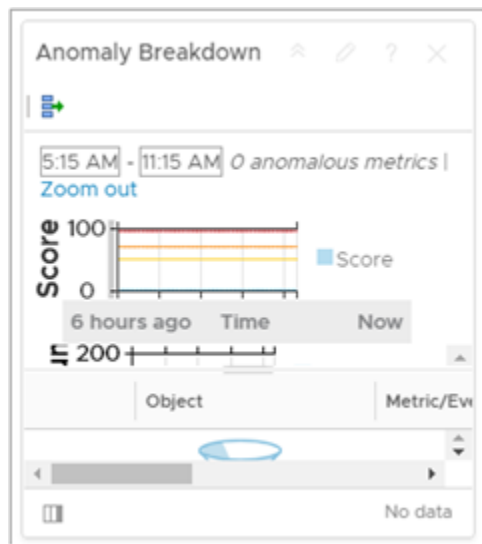 Anomaly Breakdown
5:15 AM - 11:15 AM 0 anomalous metrics |
Zoom out
Score
100
0
Score
6 hours ago Time Now
200
Object Metric/Eve
No data